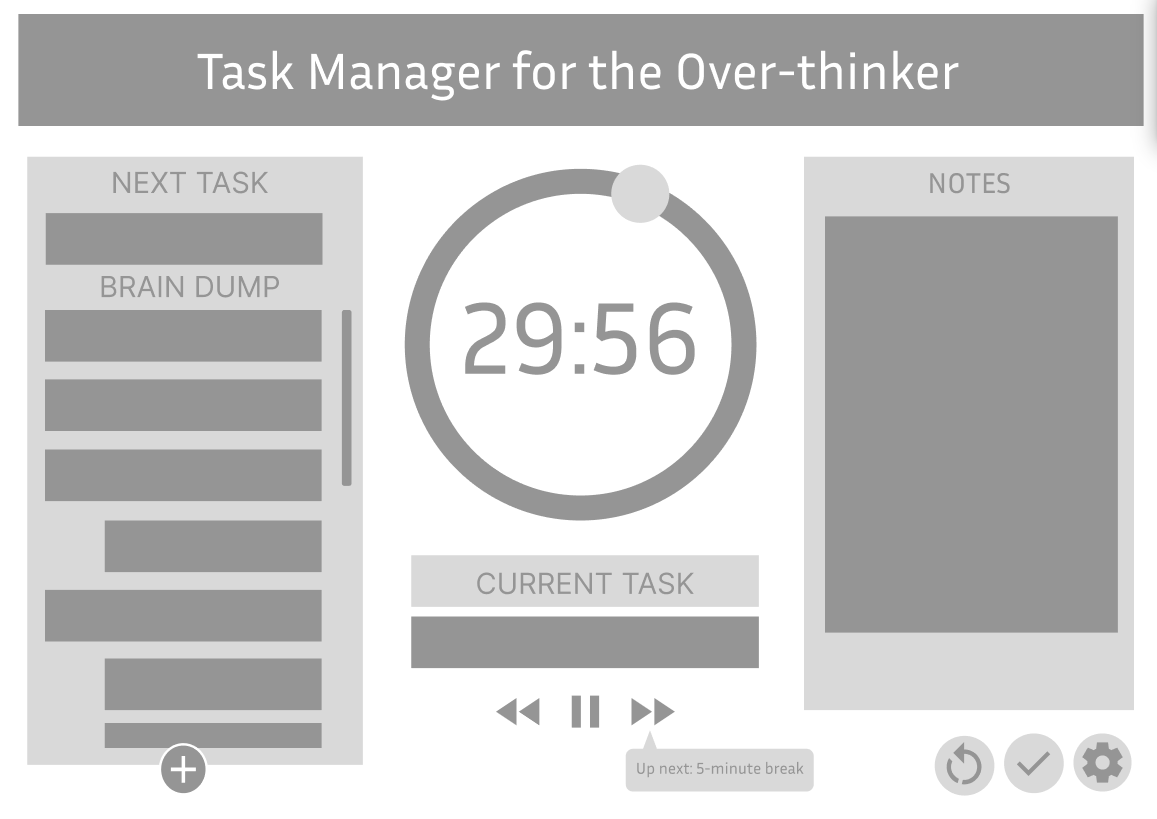 Task Manager for the Over-thinker
NEXT TASK
BRAIN DUMP
29:56
CURRENT TASK
Up next: 5-minute break
NOTES